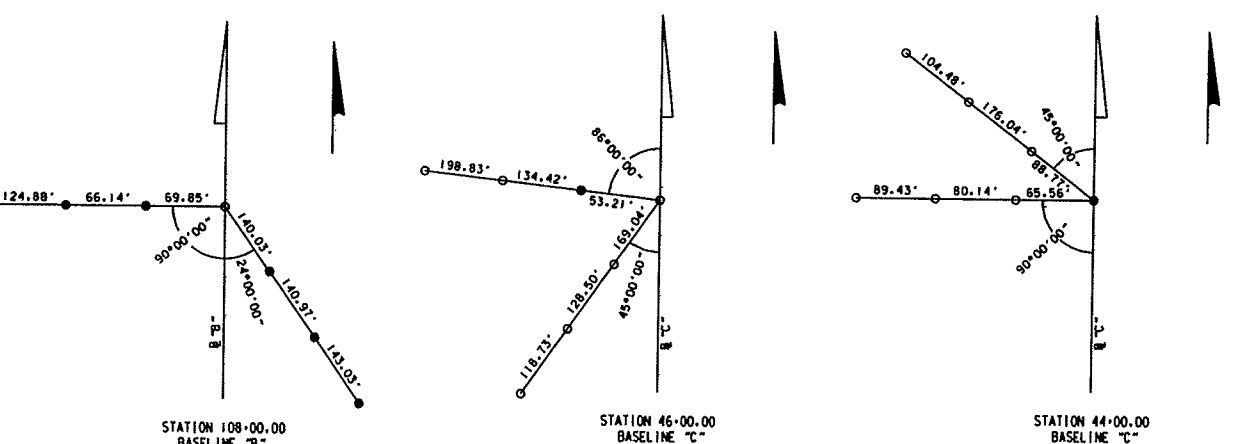 124.88'
66.14'
69.85'
90°00'00"
140.03'
24°00'00"
140.97'
143.03'
"B"
STATION 108+00.00
BASELINE "B"
86°00'00"
198.83'
134.42'
53.21'
169.04'
45°00'00"
128.50'
118.73'
"C"
STATION 46+00.00
BASELINE "C"
104.48'
176.04'
45°00'00"
88.77'
89.43'
80.14'
65.56'
90°00'00"
"C"
STATION 44+00.00
BASELINE "C"